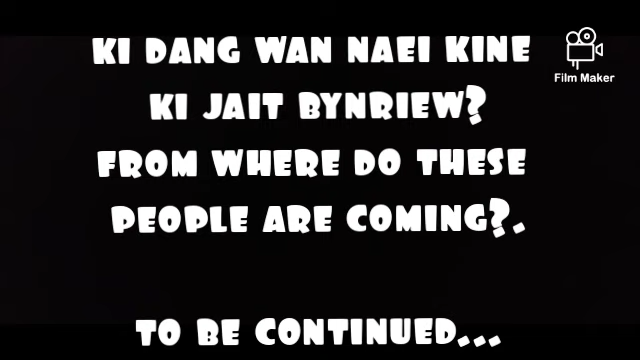 KI DANG WAN NAEI KINE
KI JAIT BYNRIEW?
FROM WHERE DO THESE
PEOPLE ARE COMING?.
TO BE CONTINUED...
Film Maker